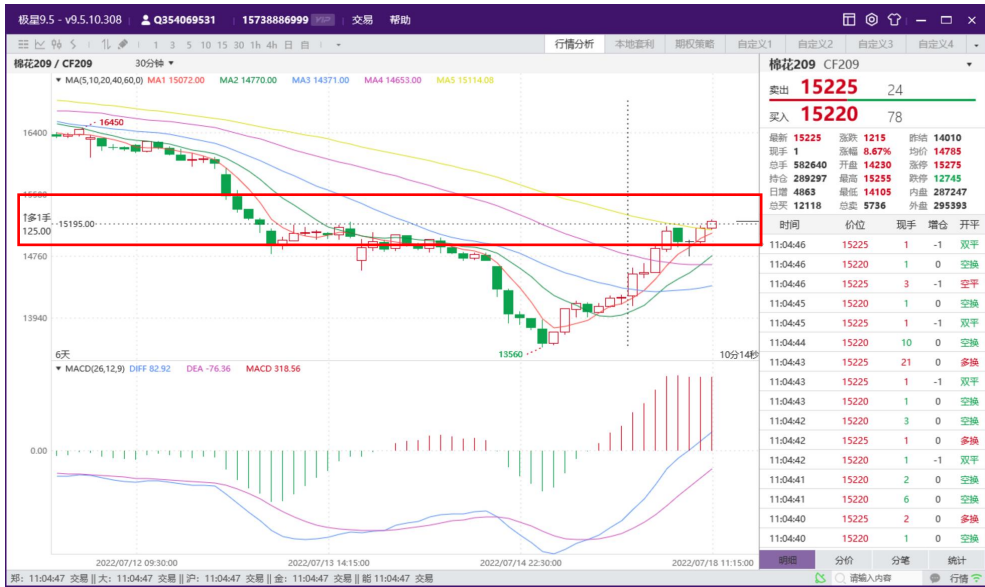 极星9.5 - v9.5.10.308 Q354069531 15738886999 VSP 交易 帮助
1 3 5 10 15 30 1h 4h 日 自 行情分析 本地套利 期权策略 自定义1 自定义2 自定义3 自定义4
棉花209 / CF209 30分钟
MA(5,10,20,40,60,0) MA1 15072.00 MA2 14770.00 MA3 14371.00 MA4 14653.00 MA5 15114.08
16450
16400
多1手
15195.00
125.00
14760
13940
13560
6天 10分14秒
MACD(26,12,9) DIFF 82.92 DEA -76.36 MACD 318.56
0.00
2022/07/12 09:30:00 2022/07/13 14:15:00 2022/07/14 22:30:00 2022/07/18 11:15:00
棉花209 CF209
卖出 15225 24
买入 15220 78
最新 15225 涨跌 1215 昨结 14010
现手 1 涨幅 8.67% 均价 14785
总手 582640 开盘 14230 涨停 15275
持仓 289297 最高 15255 跌停 12745
日增 4863 最低 14105 内盘 287247
总买 12118 总卖 5736 外盘 295393
时间 价位 现手 增仓 开平
11:04:46 15225 1 -1 双平
11:04:46 15220 1 0 空换
11:04:46 15225 3 -1 空平
11:04:45 15220 1 0 空换
11:04:45 15225 1 -1 双平
11:04:44 15220 10 0 空换
11:04:43 15225 21 0 多换
11:04:43 15225 1 -1 双平
11:04:43 15220 1 0 空换
11:04:42 15220 3 0 空换
11:04:42 15225 1 0 多换
11:04:42 15220 1 -1 双平
11:04:41 15220 2 0 空换
11:04:41 15220 6 0 空换
11:04:40 15225 2 0 多换
11:04:40 15220 1 0 空换
明细 分价 分笔 统计
郑: 11:04:47 交易 || 大: 11:04:47 交易 || 沪: 11:04:47 交易 || 金: 11:04:47 交易 || 能 11:04:47 交易 请输入内容 行情